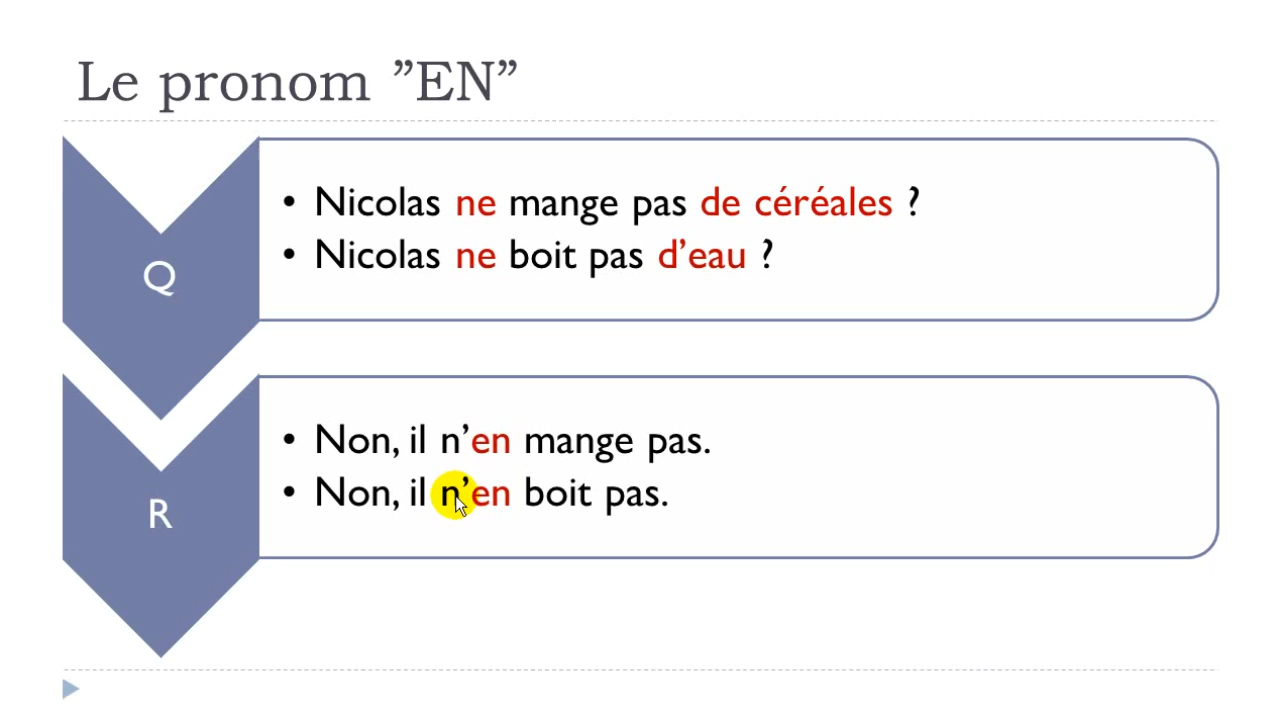 Le pronom ”EN”
Q
• Nicolas ne mange pas de céréales ?
• Nicolas ne boit pas d’eau ?
R
• Non, il n’en mange pas.
• Non, il n’en boit pas.